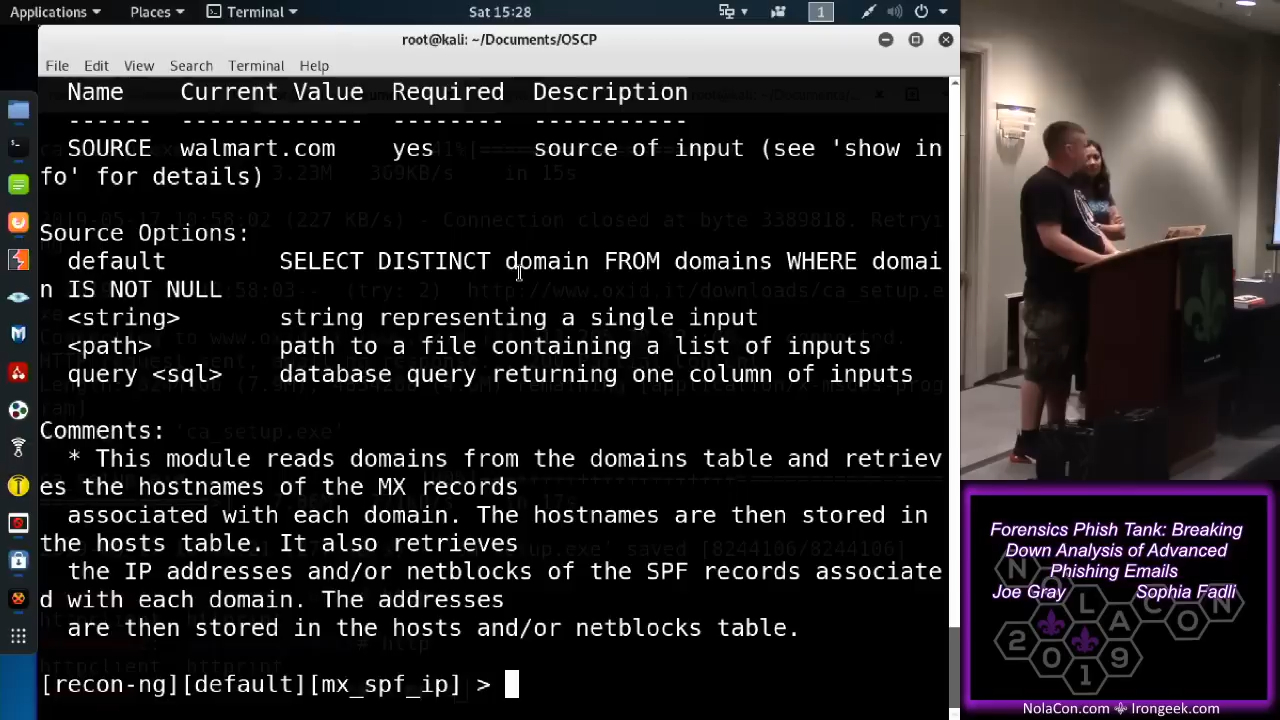 Applications Places Terminal Sat 15:28 1
root@kali: ~/Documents/OSCP
File Edit View Search Terminal Help
Name Current Value Required Description
------ ------------- -------- -----------
SOURCE walmart.com yes source of input (see 'show in
fo' for details)
Source Options:
default SELECT DISTINCT domain FROM domains WHERE domai
n IS NOT NULL
<string> string representing a single input
<path> path to a file containing a list of inputs
query <sql> database query returning one column of inputs
Comments:
* This module reads domains from the domains table and retriev
es the hostnames of the MX records
associated with each domain. The hostnames are then stored in
the hosts table. It also retrieves
the IP addresses and/or netblocks of the SPF records associate
d with each domain. The addresses
are then stored in the hosts and/or netblocks table.
[recon-ng][default][mx_spf_ip] >
Forensics Phish Tank: Breaking
Down Analysis of Advanced
Phishing Emails
Joe Gray Sophia Fadli
NOLACON
2019
NolaCon.com Irongeek.com